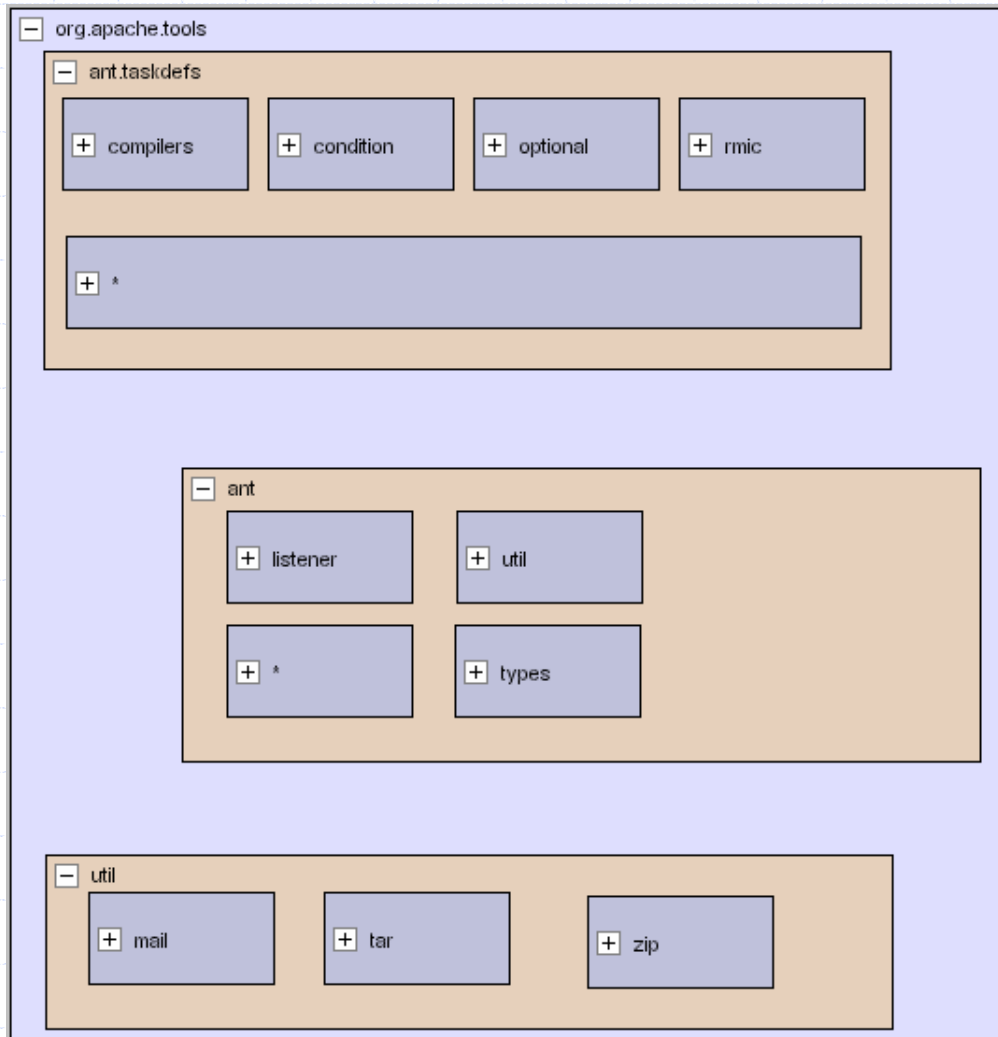 org.apache.tools
ant.taskdefs
compilers
condition
optional
rmic
*
ant
listener
util
*
types
util
mail
tar
zip